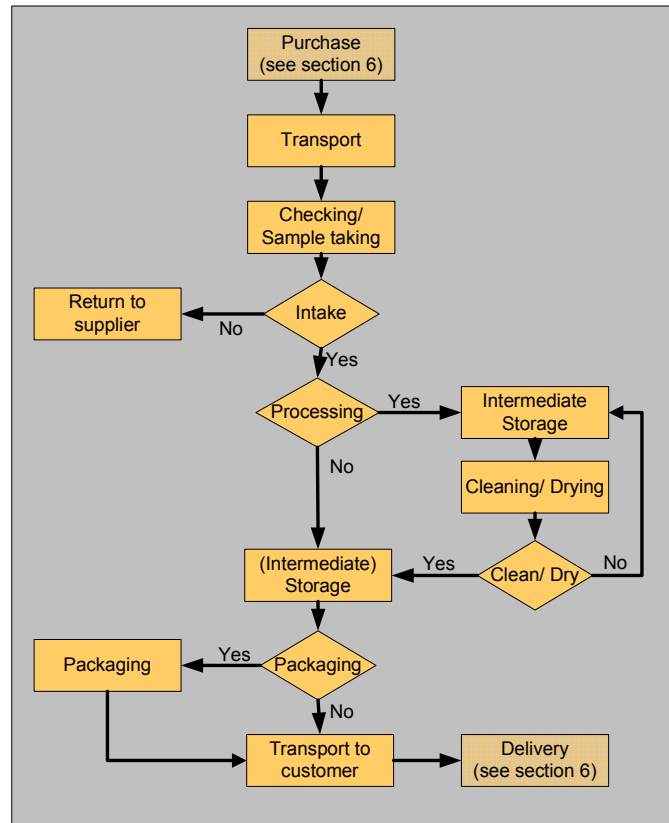 Purchase
(see section 6)
Transport
Checking/
Sample taking
Return to
supplier
No
Intake
Yes
Processing
Yes
Intermediate
Storage
No
Cleaning/ Drying
(Intermediate)
Storage
Yes
Clean/ Dry
No
Packaging
Yes
Packaging
No
Transport to
customer
Delivery
(see section 6)